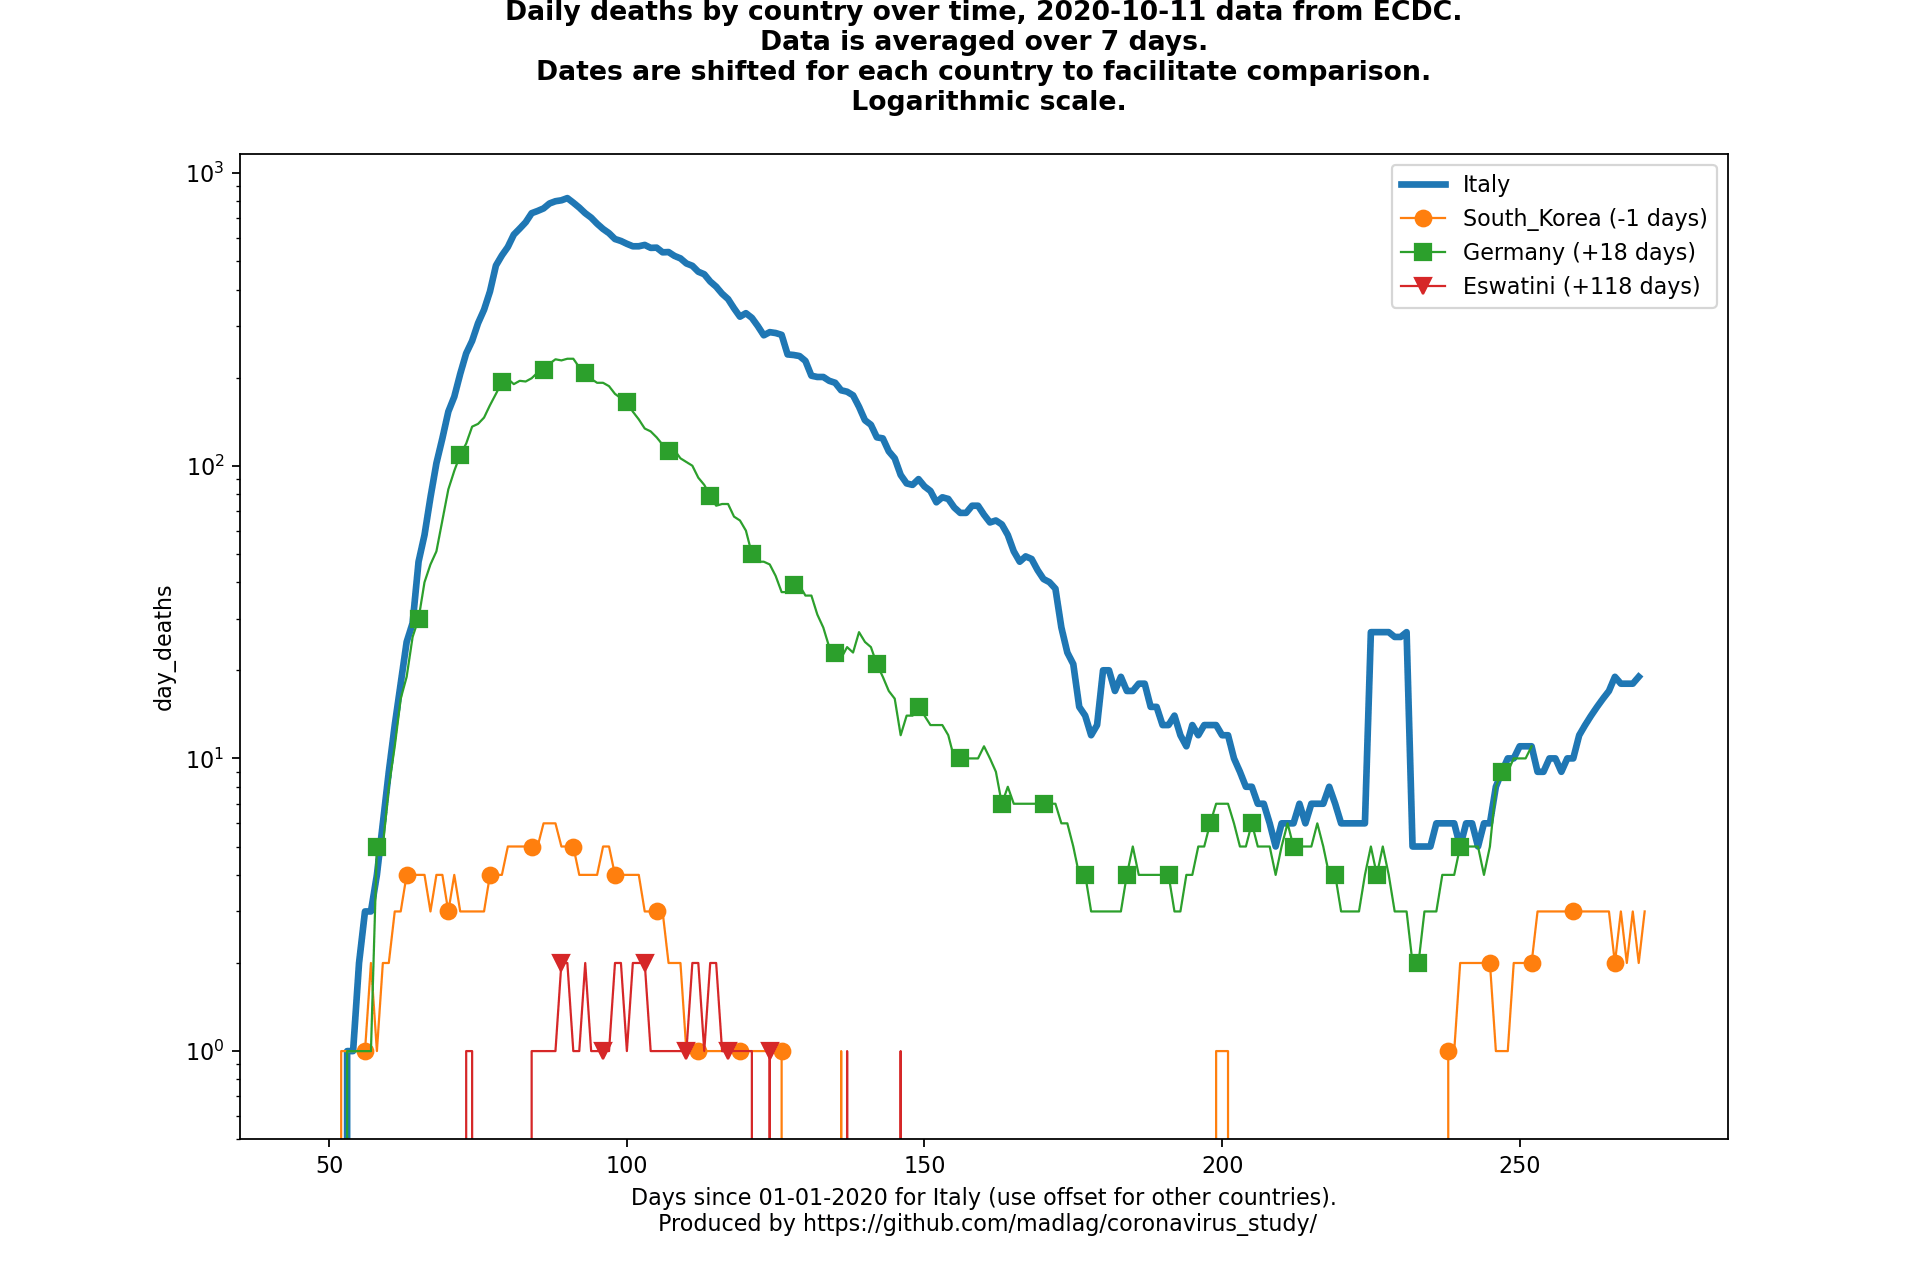 Daily deaths by country over time, 2020-10-11 data from ECDC.
Data is averaged over 7 days.
Dates are shifted for each country to facilitate comparison.
Logarithmic scale.
10³
10²
10¹
10⁰
day_deaths
Italy
South_Korea (-1 days)
Germany (+18 days)
Eswatini (+118 days)
50 100 150 200 250
Days since 01-01-2020 for Italy (use offset for other countries).
Produced by https://github.com/madlag/coronavirus_study/